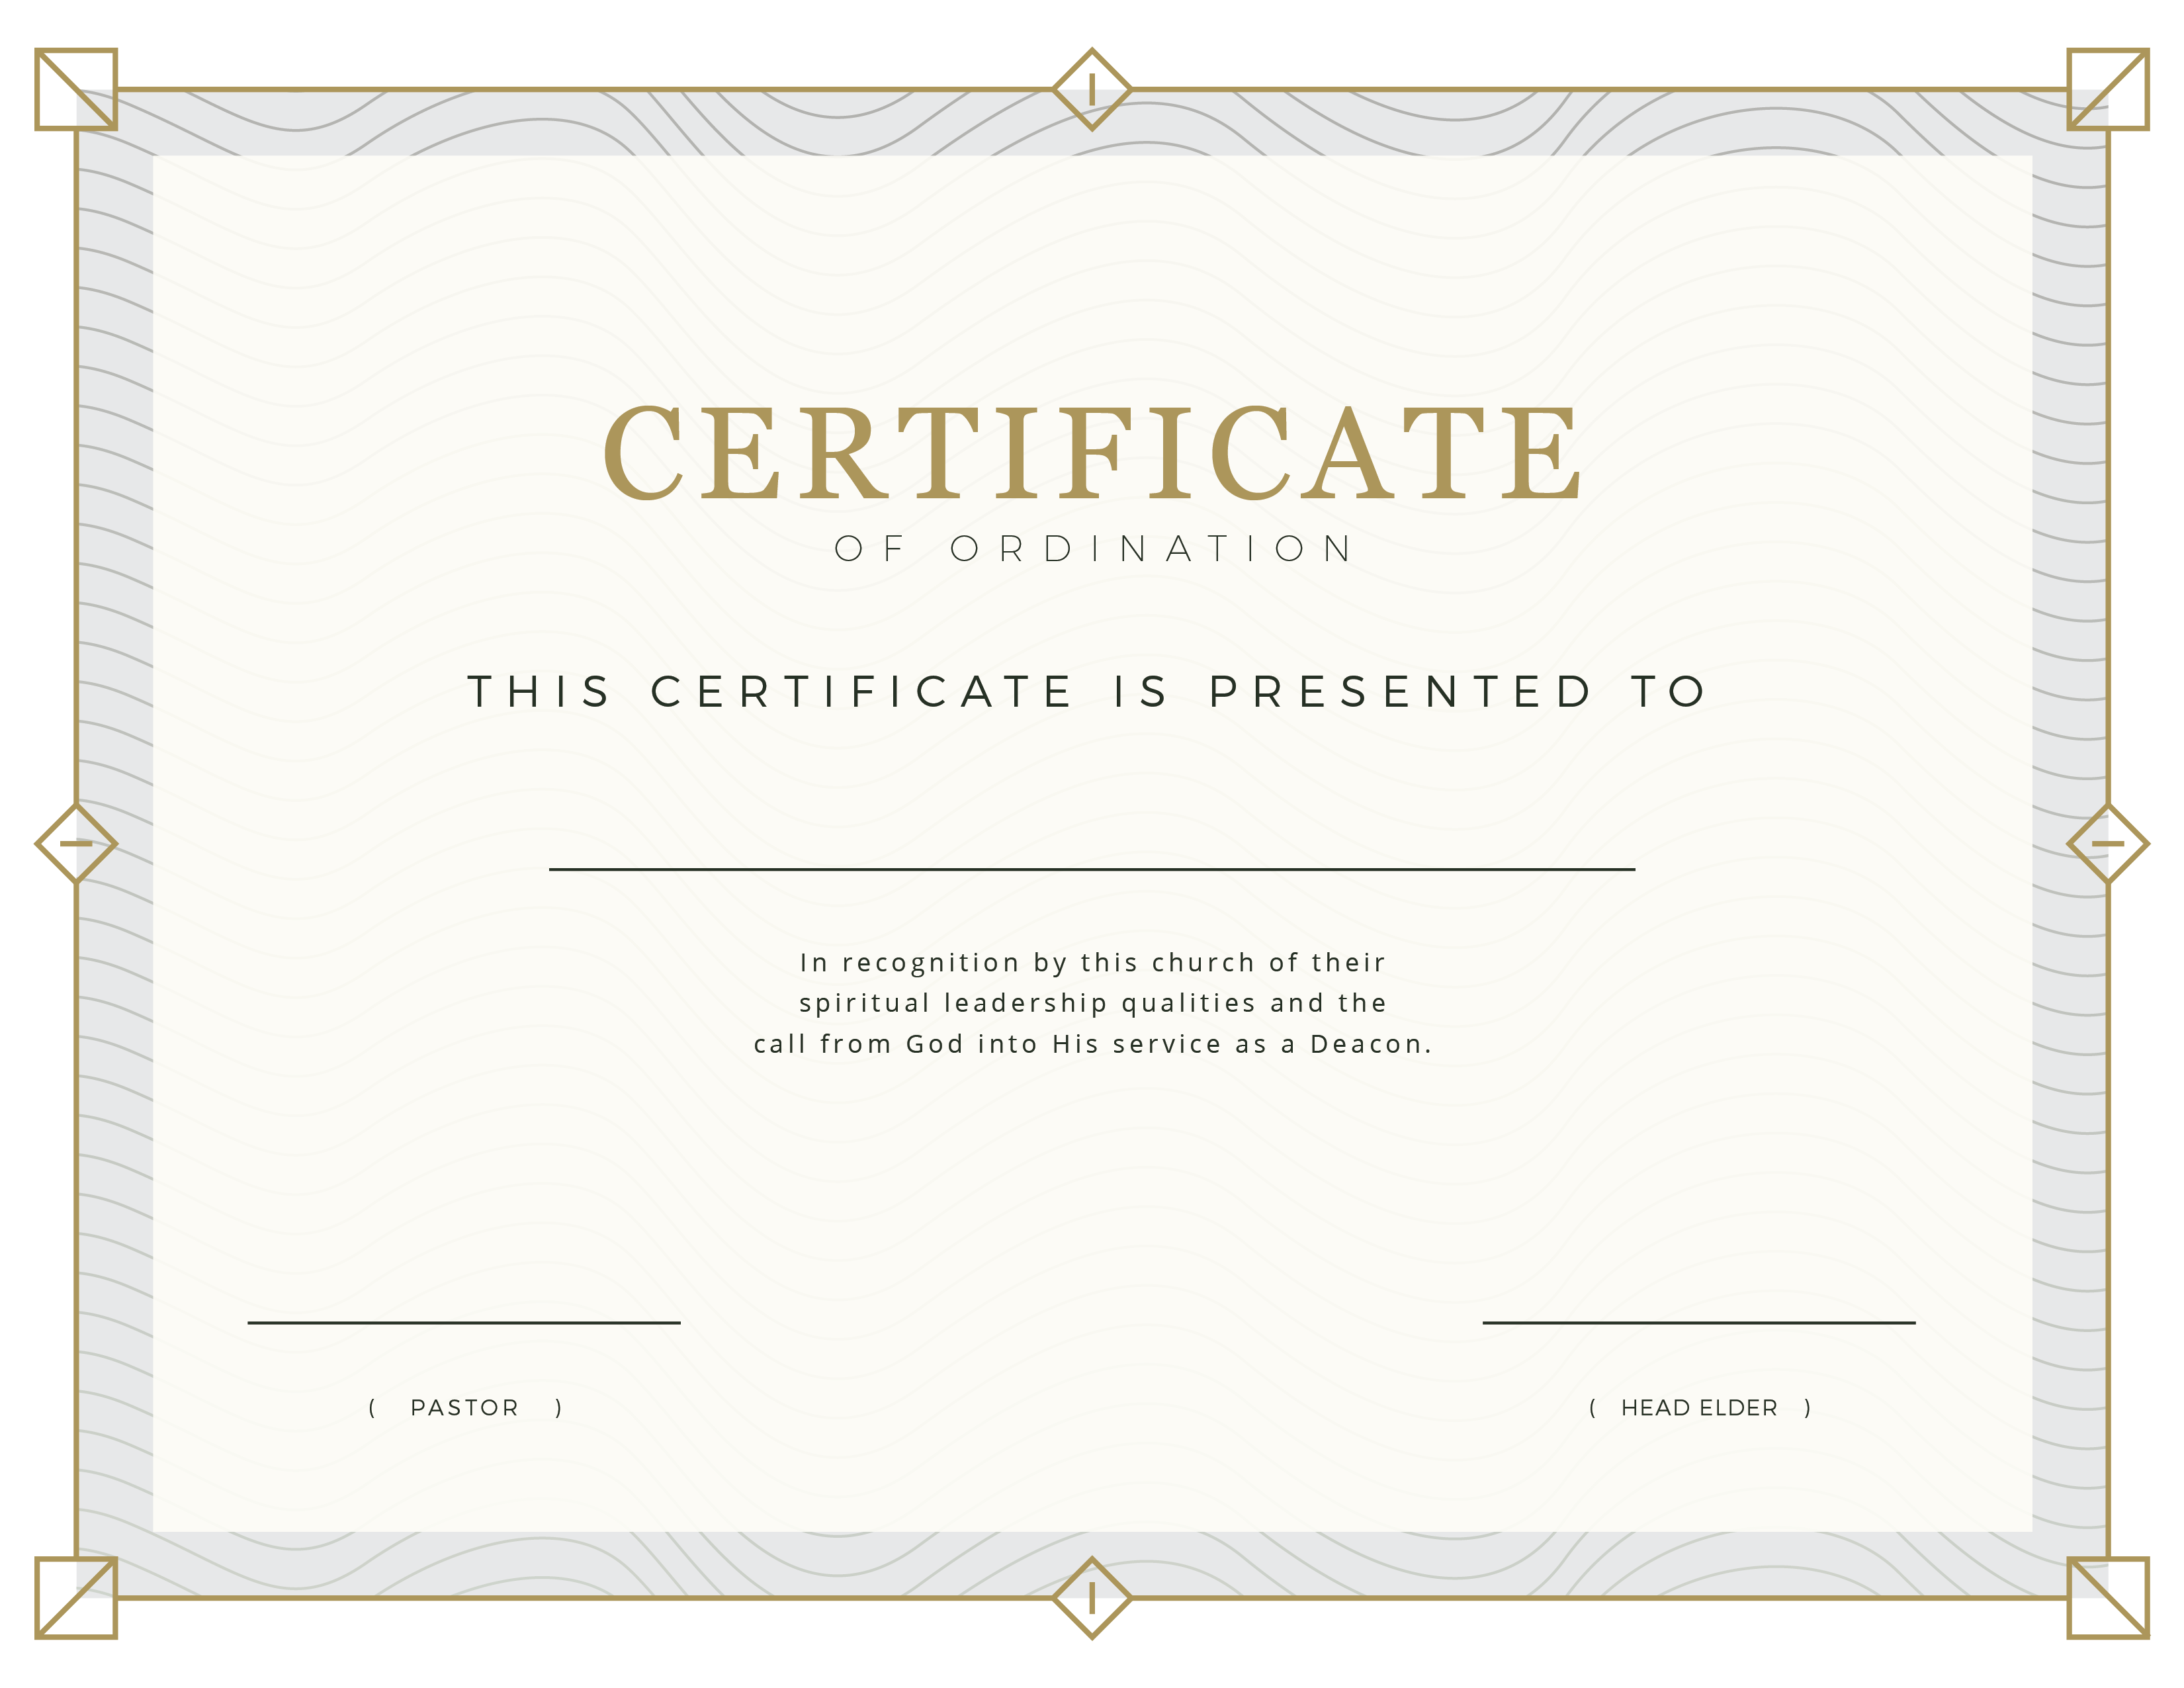 CERTIFICATE
OF ORDINATION
THIS CERTIFICATE IS PRESENTED TO
In recognition by this church of their
spiritual leadership qualities and the
call from God into His service as a Deacon.
( PASTOR )
( HEAD ELDER )